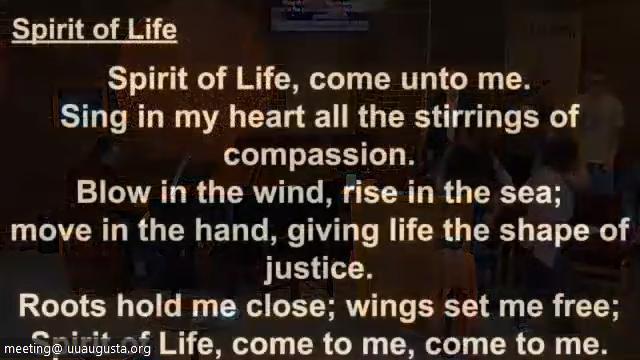 Spirit of Life
Spirit of Life, come unto me.
Sing in my heart all the stirrings of
compassion.
Blow in the wind, rise in the sea;
move in the hand, giving life the shape of
justice.
Roots hold me close; wings set me free;
Spirit of Life, come to me, come to me.
meeting@ uuaugusta.org